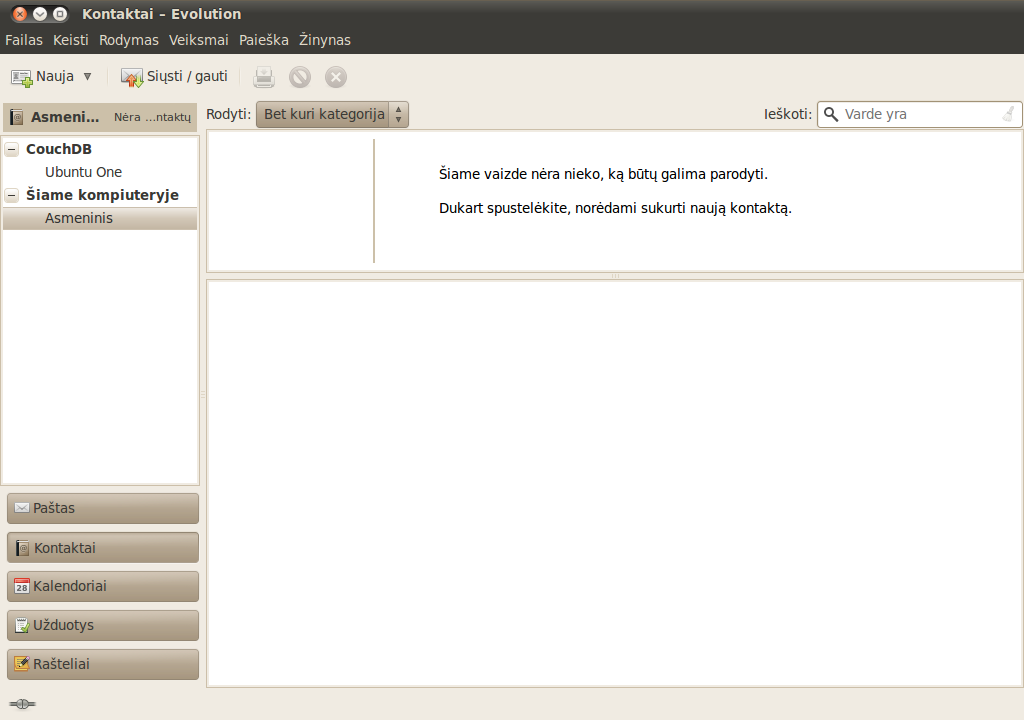 Kontaktai – Evolution
Failas Keisti Rodymas Veiksmai Paieška Žinynas
Nauja Siųsti / gauti
Asmeni... Nėra ...ntaktų
Rodyti: Bet kuri kategorija Ieškoti: Varde yra
CouchDB
Ubuntu One
Šiame kompiuteryje
Asmeninis
Šiame vaizde nėra nieko, ką būtų galima parodyti.
Dukart spustelėkite, norėdami sukurti naują kontaktą.
Paštas
Kontaktai
28 Kalendoriai
Užduotys
Rašteliai